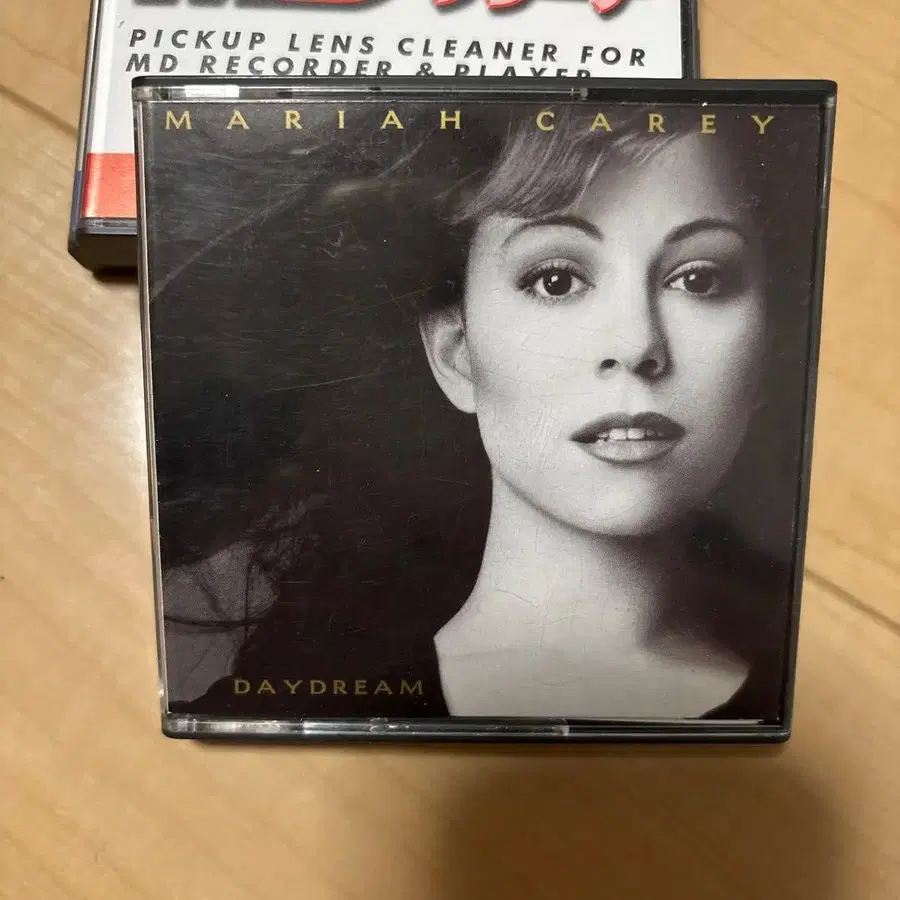 PICKUP LENS CLEANER FOR
MD RECORDER & PLAYER
MARIAH CAREY
DAYDREAM